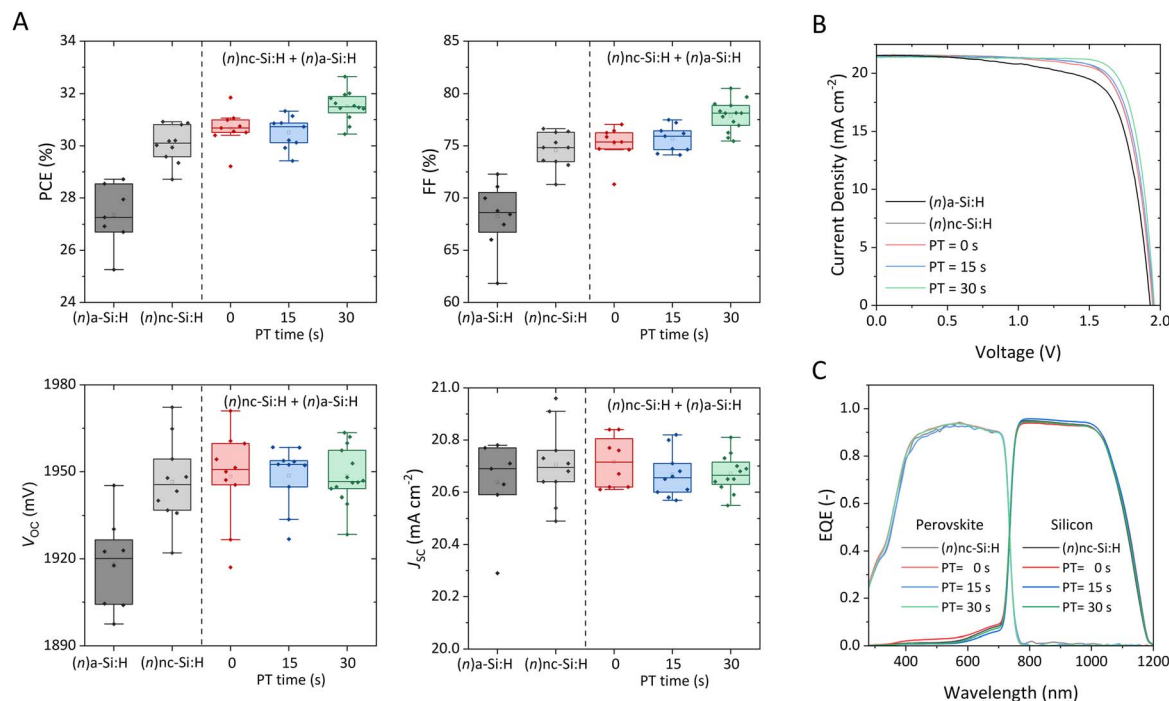 A
34
32
30
28
26
24
PCE (%)
(n)nc-Si:H + (n)a-Si:H
(n)a-Si:H (n)nc-Si:H 0 15 30
PT time (s)
80
75
70
65
60
FF (%)
(n)nc-Si:H + (n)a-Si:H
(n)a-Si:H (n)nc-Si:H 0 15 30
PT time (s)
1980
1950
1920
1890
VOC (mV)
(n)nc-Si:H + (n)a-Si:H
(n)a-Si:H (n)nc-Si:H 0 15 30
PT time (s)
21.0
20.8
20.6
20.4
20.2
20.0
JSC (mA cm-2)
(n)nc-Si:H + (n)a-Si:H
(n)a-Si:H (n)nc-Si:H 0 15 30
PT time (s)
B
20
15
10
5
0
Current Density (mA cm-2)
(n)a-Si:H
(n)nc-Si:H
PT = 0 s
PT = 15 s
PT = 30 s
0.0 0.5 1.0 1.5 2.0
Voltage (V)
C
1.0
0.8
0.6
0.4
0.2
0.0
EQE (-)
Perovskite Silicon
(n)nc-Si:H (n)nc-Si:H
PT= 0 s PT= 0 s
PT= 15 s PT= 15 s
PT= 30 s PT= 30 s
400 600 800 1000 1200
Wavelength (nm)